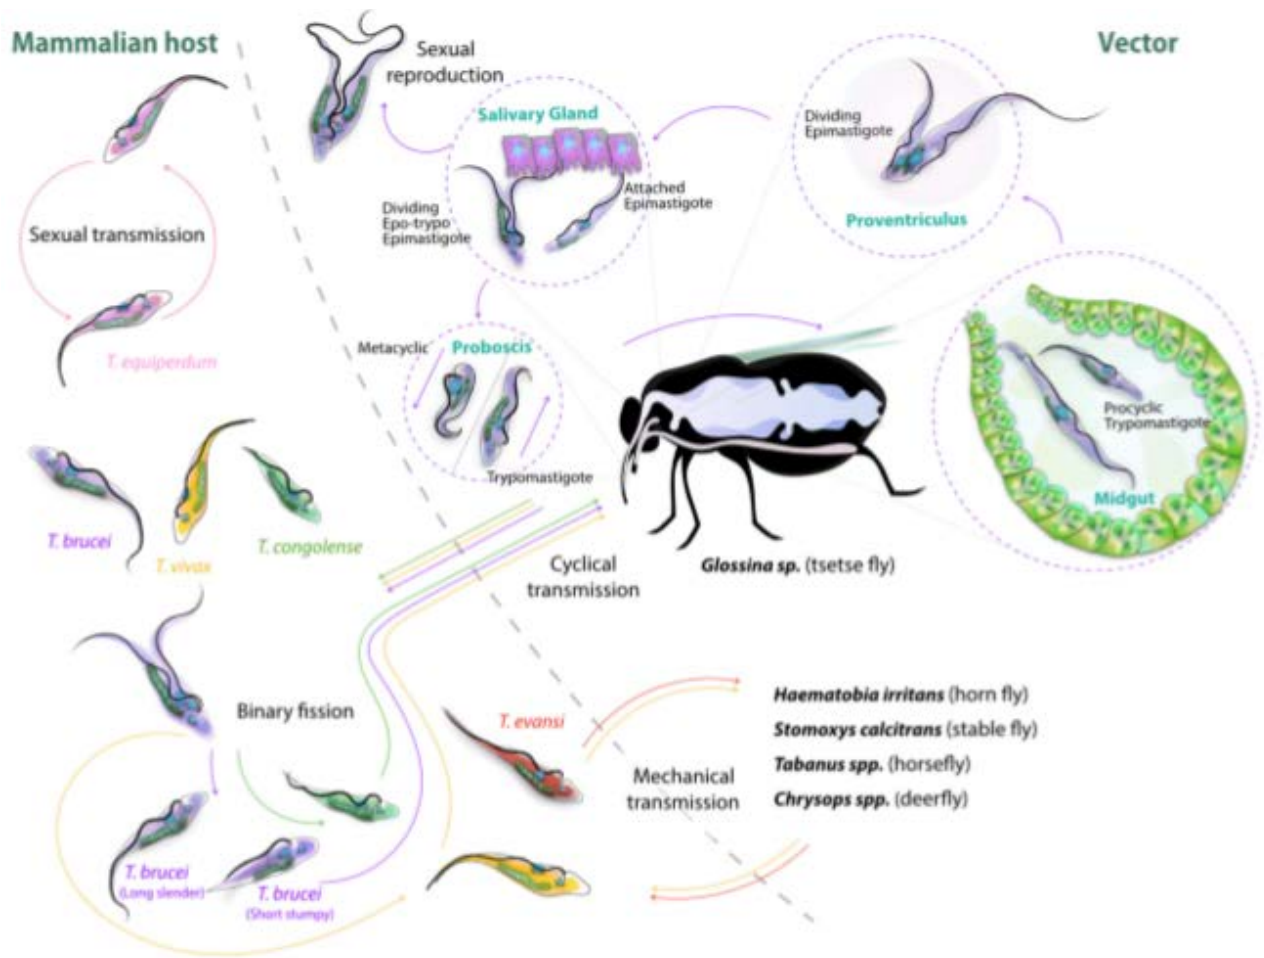 Mammalian host
Vector
Sexual
reproduction
Salivary Gland
Dividing
Epimastigote
Attached
Epimastigote
Dividing
Epo-trypo
Epimastigote
Proventriculus
Sexual transmission
T. equiperdum
Metacyclic
Proboscis
Trypomastigote
Procyclic
Trypomastigote
Midgut
T. brucei
T. vivax
T. congolense
Cyclical
transmission
Glossina sp. (tsetse fly)
Binary fission
T. evansi
Haematobia irritans (horn fly)
Stomoxys calcitrans (stable fly)
Tabanus spp. (horsefly)
Chrysops spp. (deerfly)
Mechanical
transmission
T. brucei
(Long slender)
T. brucei
(Short stumpy)